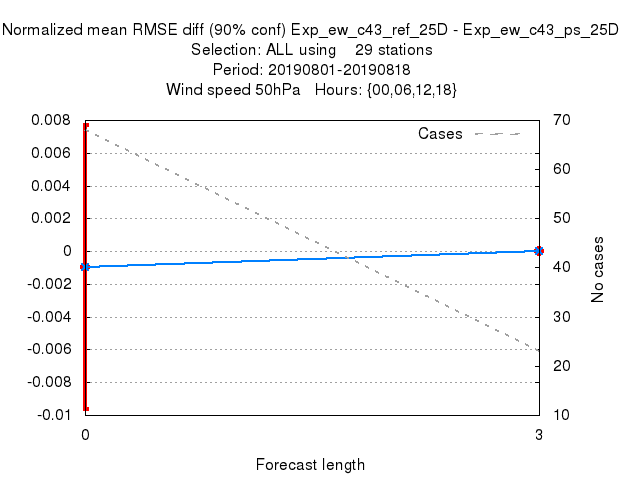 Normalized mean RMSE diff (90% conf) Exp_ew_c43_ref_25D - Exp_ew_c43_ps_25D
Selection: ALL using 29 stations
Period: 20190801-20190818
Wind speed 50hPa Hours: {00,06,12,18}
Cases
0.008
0.006
0.004
0.002
0
-0.002
-0.004
-0.006
-0.008
-0.01
70
60
50
40
30
20
10
No cases
0
3
Forecast length